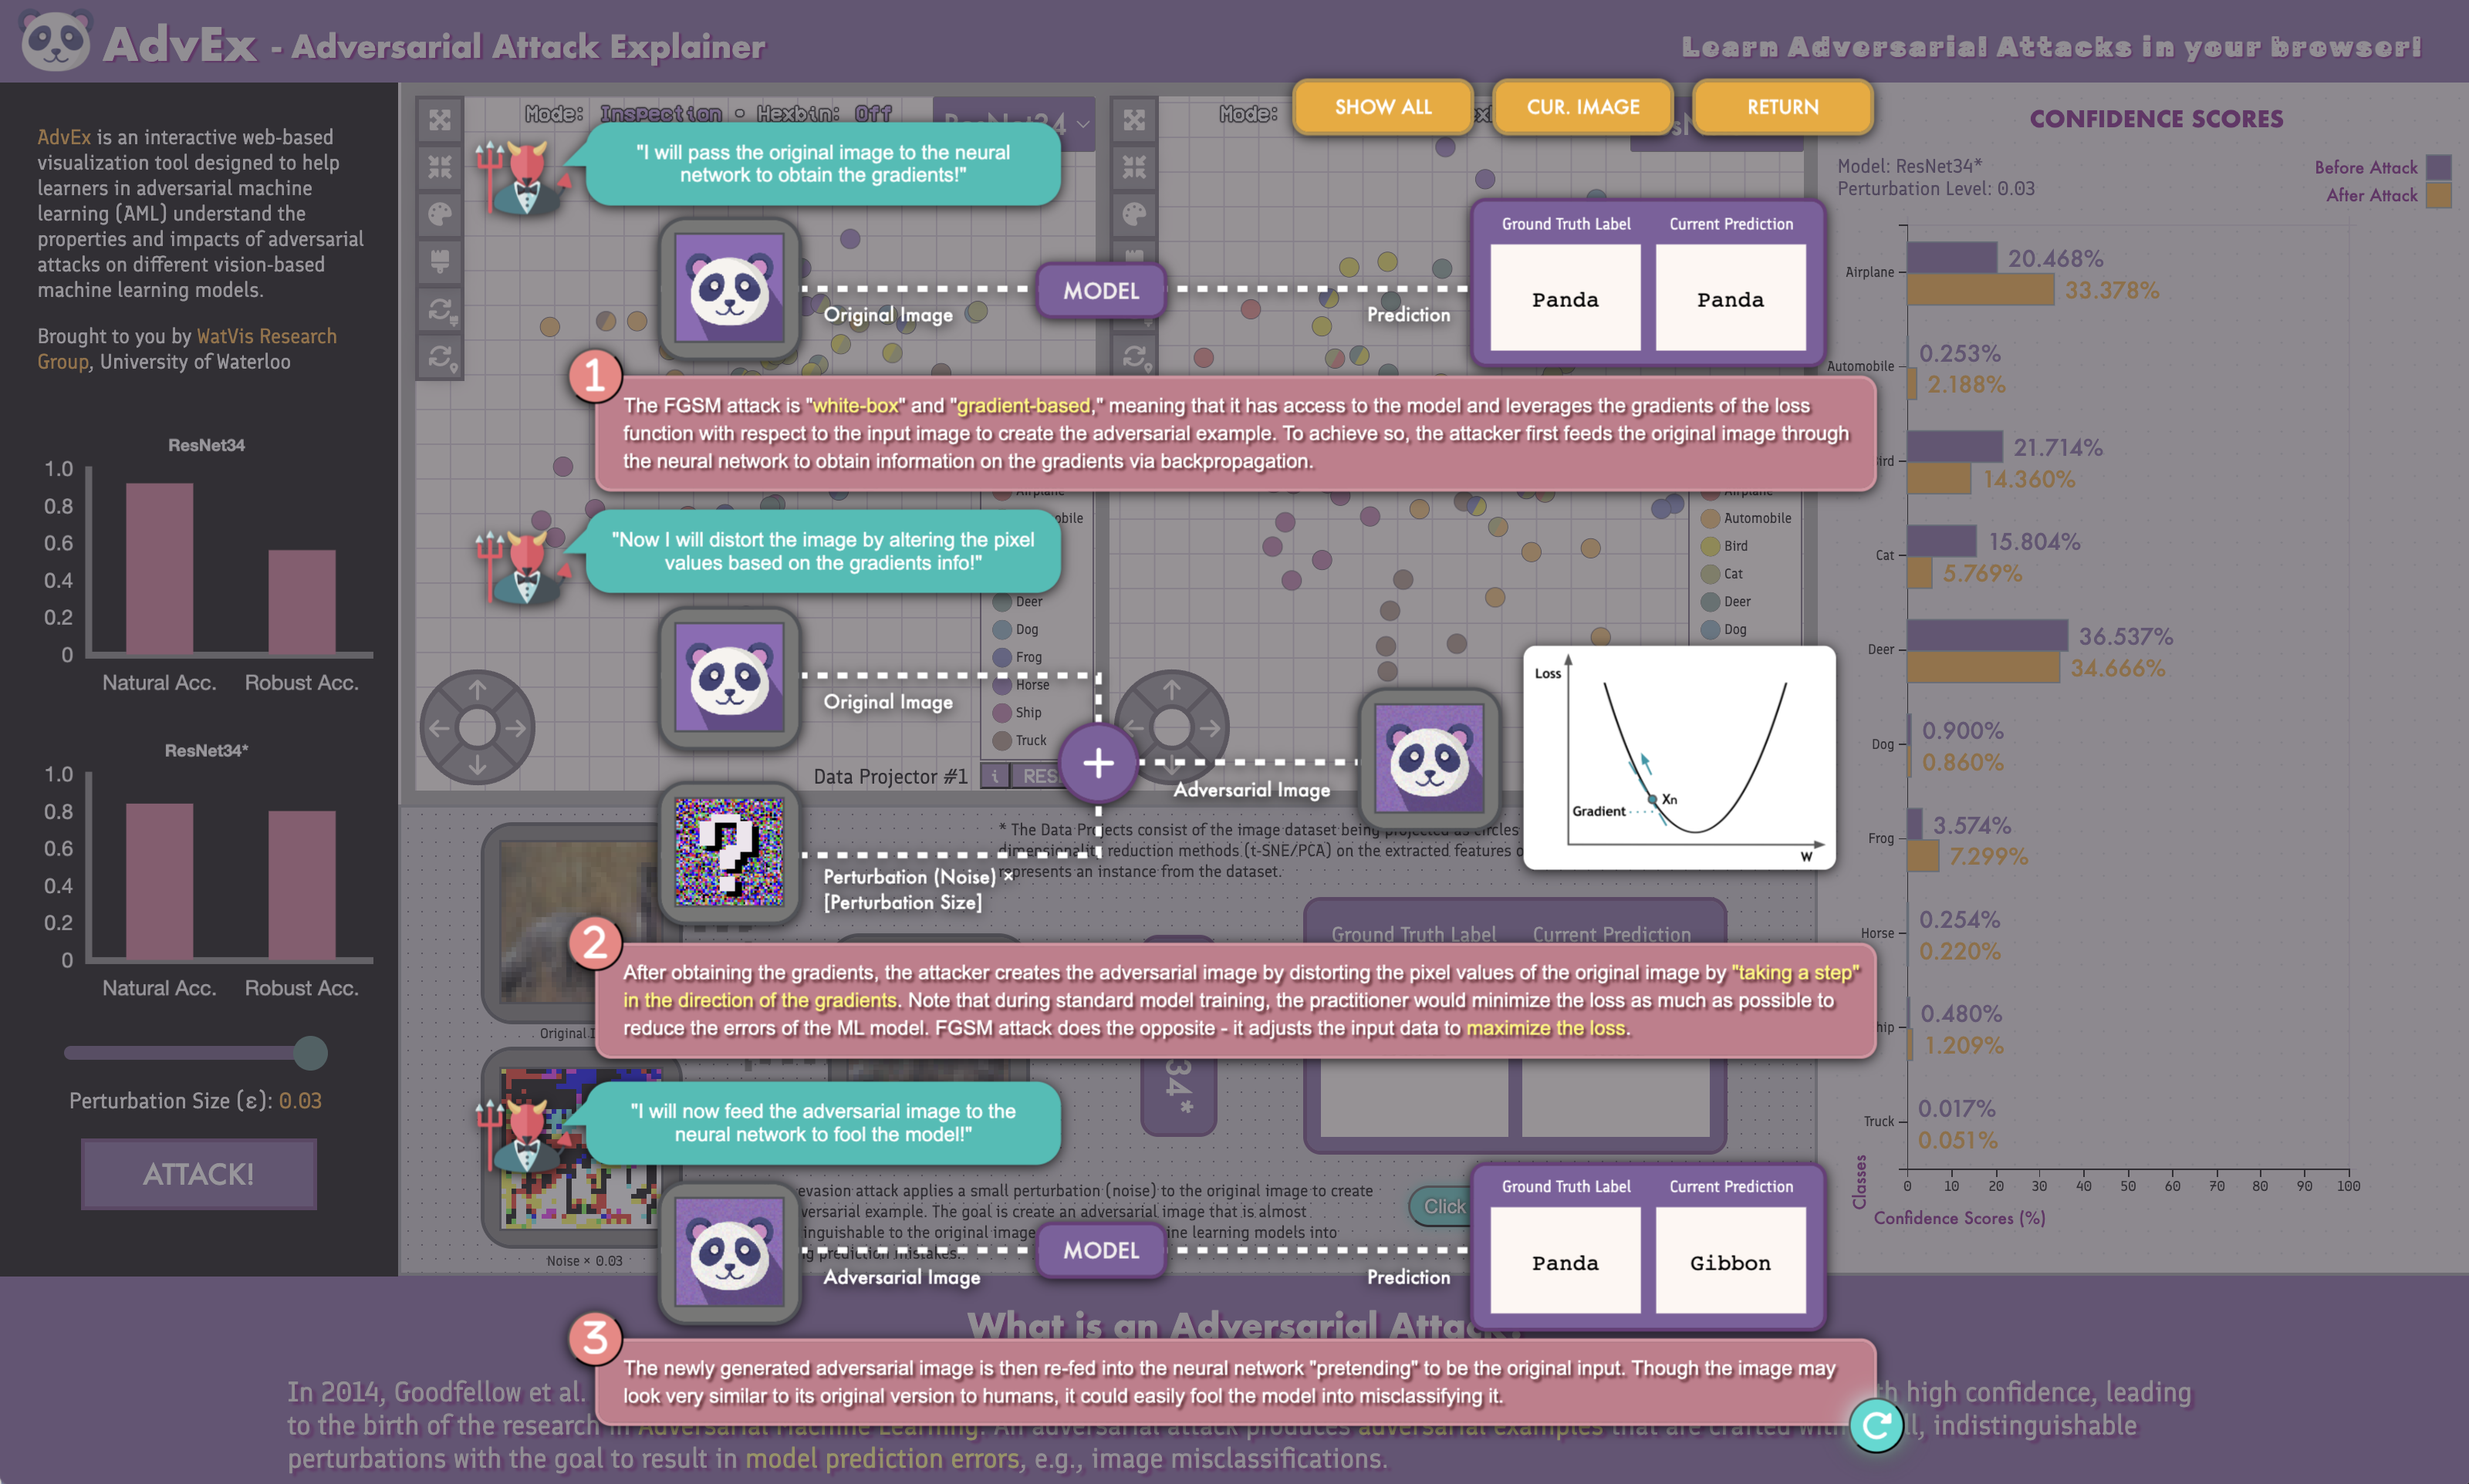 AdvEx - Adversarial Attack Explainer
Learn Adversarial Attacks in your browser!
SHOW ALL
CUR. IMAGE
RETURN
AdvEx is an interactive web-based
visualization tool designed to help
learners in adversarial machine
learning (AML) understand the
properties and impacts of adversarial
attacks on different vision-based
machine learning models.
Brought to you by WatVis Research
Group, University of Waterloo
ResNet34
1.0
0.8
0.6
0.4
0.2
0
Natural Acc. Robust Acc.
ResNet34*
1.0
0.8
0.6
0.4
0.2
0
Natural Acc. Robust Acc.
Perturbation Size (ε): 0.03
ATTACK!
Mode: Inspection - Hexbin: Off
Mode:
"I will pass the original image to the neural
network to obtain the gradients!"
Original Image
MODEL
Prediction
Ground Truth Label
Current Prediction
Panda
Panda
1
The FGSM attack is "white-box" and "gradient-based," meaning that it has access to the model and leverages the gradients of the loss
function with respect to the input image to create the adversarial example. To achieve so, the attacker first feeds the original image through
the neural network to obtain information on the gradients via backpropagation.
"Now I will distort the image by altering the pixel
values based on the gradients info!"
Deer
Dog
Frog
Horse
Ship
Truck
Automobile
Bird
Cat
Deer
Dog
Original Image
Data Projector #1
i
+
Adversarial Image
Loss
Xn
Gradient
W
?
Perturbation (Noise) ×
[Perturbation Size]
* The Data Projects consist of the image dataset being projected as circles
dimensionality reduction methods (t-SNE/PCA) on the extracted features
represents an instance from the dataset.
Ground Truth Label
Current Prediction
2
After obtaining the gradients, the attacker creates the adversarial image by distorting the pixel values of the original image by "taking a step"
in the direction of the gradients. Note that during standard model training, the practitioner would minimize the loss as much as possible to
reduce the errors of the ML model. FGSM attack does the opposite - it adjusts the input data to maximize the loss.
Original
34*
"I will now feed the adversarial image to the
neural network to fool the model!"
evasion attack applies a small perturbation (noise) to the original image to create
example. The goal is create an adversarial image that is almost
to the original image learning models into
prediction mistakes.
Click
Noise × 0.03
Adversarial Image
MODEL
Prediction
Ground Truth Label
Current Prediction
Panda
Gibbon
3
The newly generated adversarial image is then re-fed into the neural network "pretending" to be the original input. Though the image may
look very similar to its original version to humans, it could easily fool the model into misclassifying it.
CONFIDENCE SCORES
Model: ResNet34*
Perturbation Level: 0.03
Before Attack
After Attack
Airplane
20.468%
33.378%
Automobile
0.253%
2.188%
21.714%
14.360%
Cat
15.804%
5.769%
Deer
36.537%
34.666%
Dog
0.900%
0.860%
Frog
3.574%
7.299%
Horse
0.254%
0.220%
0.480%
1.209%
Truck
0.017%
0.051%
Classes
0 10 20 30 40 50 60 70 80 90 100
Confidence Scores (%)
What is an Adversarial Attack?
In 2014, Goodfellow et al. high confidence, leading
to the birth of the research in Adversarial Machine Learning. An adversarial attack produces adversarial examples that are crafted with indistinguishable
perturbations with the goal to result in model prediction errors, e.g., image misclassifications.